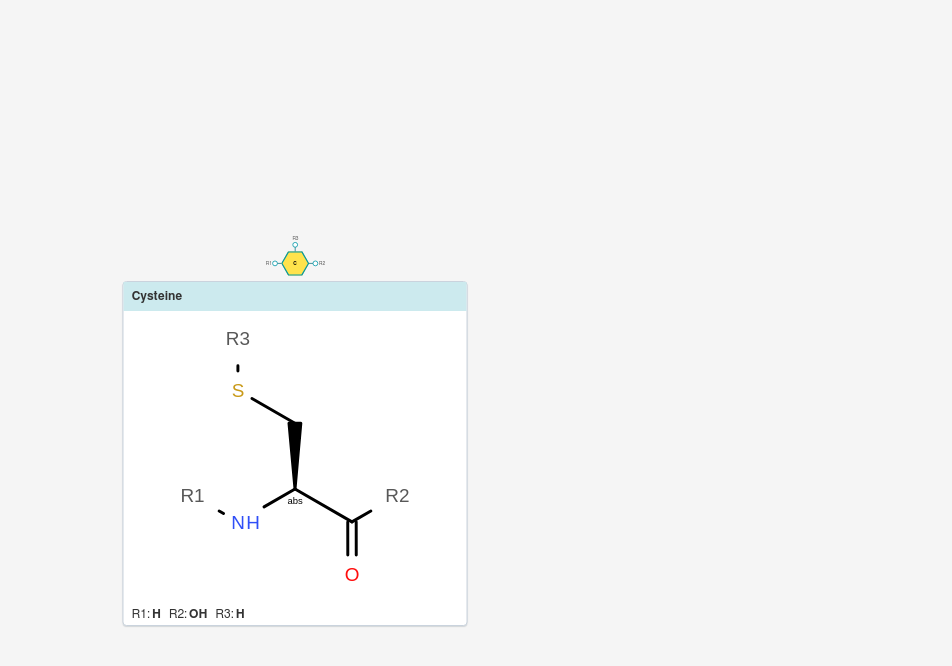 R3
R1 C R2
Cysteine
R3
S
abs
R1 R2
NH
O
R1: H R2: OH R3: H